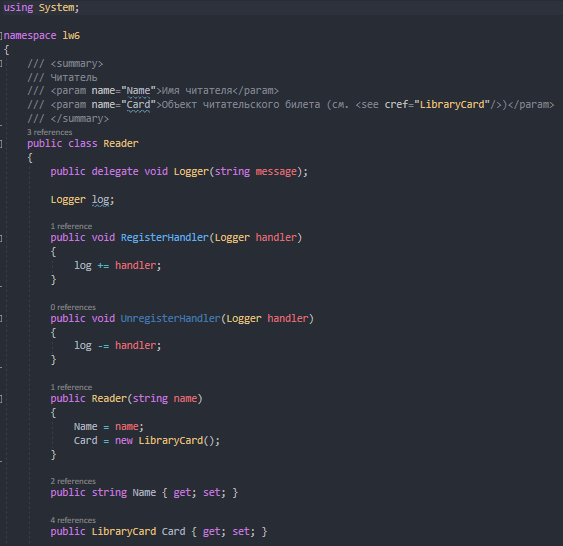 using System;
namespace lw6
{
/// <summary>
/// Читатель
/// <param name="Name">Имя читателя</param>
/// <param name="Card">Объект читательского билета (см. <see cref="LibraryCard"/>)</param>
/// </summary>
3 references
public class Reader
{
public delegate void Logger(string message);
Logger log;
1 reference
public void RegisterHandler(Logger handler)
{
log += handler;
}
0 references
public void UnregisterHandler(Logger handler)
{
log -= handler;
}
1 reference
public Reader(string name)
{
Name = name;
Card = new LibraryCard();
}
2 references
public string Name { get; set; }
4 references
public LibraryCard Card { get; set; }